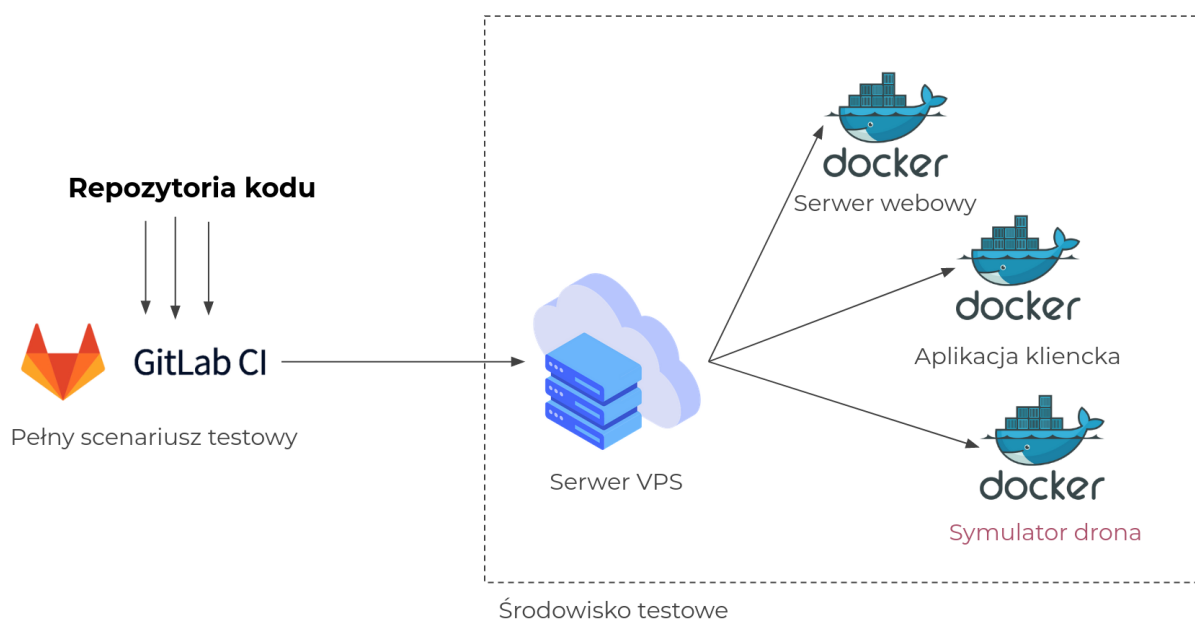 Repozytoria kodu
GitLab CI
Pełny scenariusz testowy
Serwer VPS
docker
Serwer webowy
docker
Aplikacja kliencka
docker
Symulator drona
Środowisko testowe